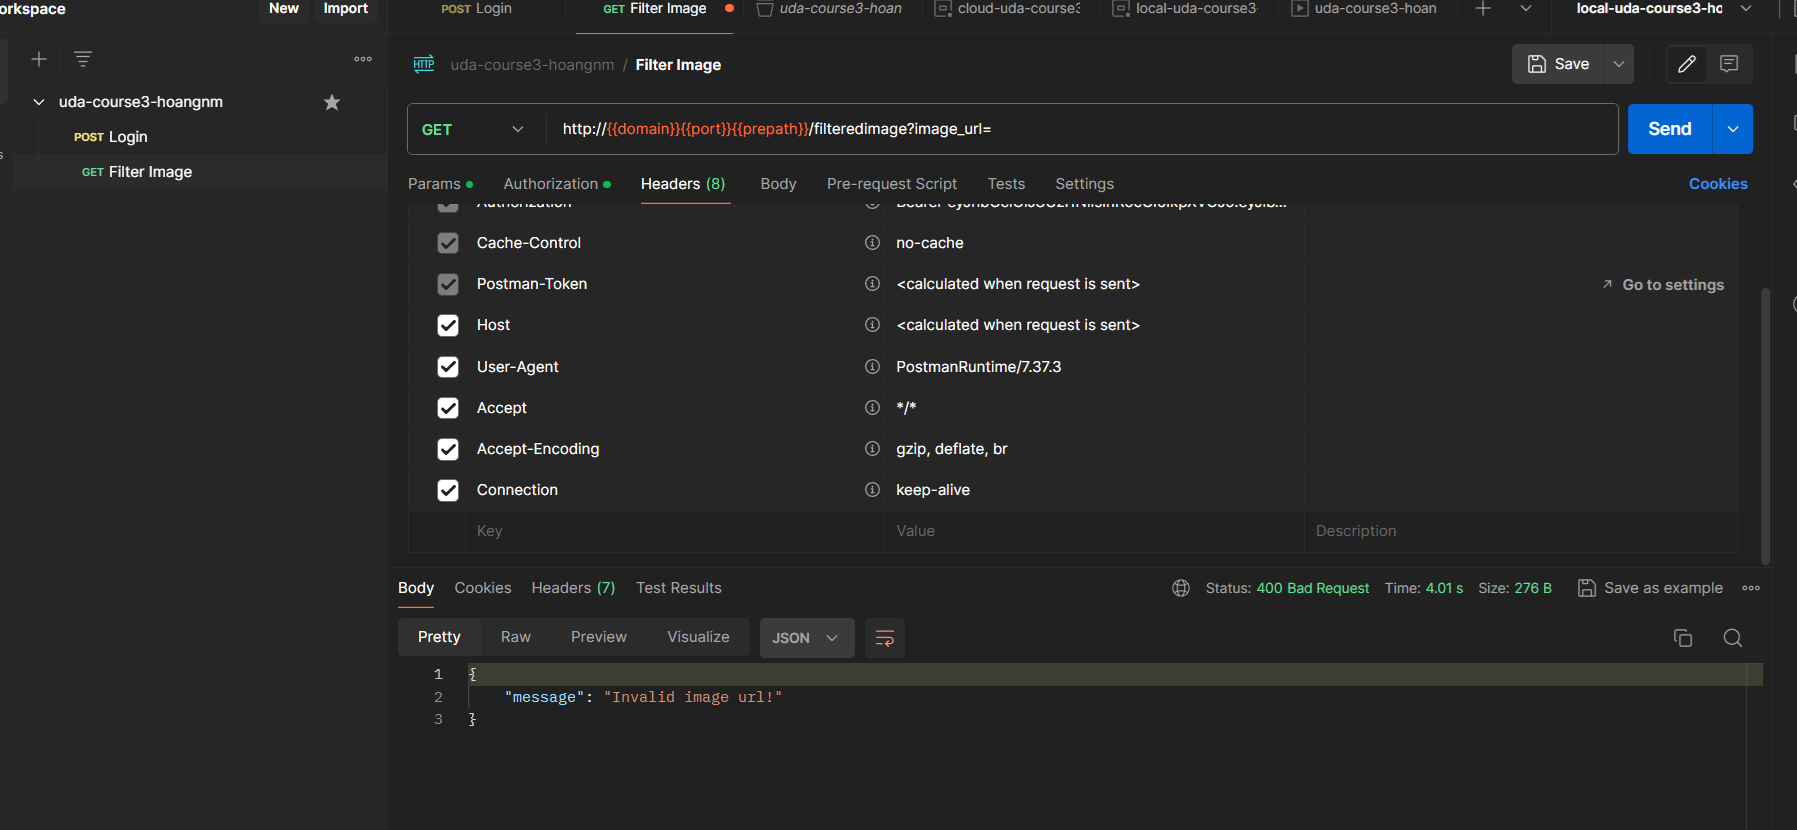 orkspace
New
Import
POST Login
GET Filter Image
uda-course3-hoan
cloud-uda-course3
local-uda-course3-
uda-course3-hoan
local-uda-course3-hc
uda-course3-hoangnm
POST Login
GET Filter Image
HTTP
uda-course3-hoangnm / Filter Image
Save
GET
http://{{domain}}{{port}}{{prepath}}/filteredimage?image_url=
Send
Params
Authorization
Headers (8)
Body
Pre-request Script
Tests
Settings
Cookies
Authorization
Cache-Control
no-cache
Postman-Token
<calculated when request is sent>
Go to settings
Host
<calculated when request is sent>
User-Agent
PostmanRuntime/7.37.3
Accept
*/*
Accept-Encoding
gzip, deflate, br
Connection
keep-alive
Key
Value
Description
Body
Cookies
Headers (7)
Test Results
Status: 400 Bad Request
Time: 4.01 s
Size: 276 B
Save as example
Pretty
Raw
Preview
Visualize
JSON
1 {
2 "message": "Invalid image url!"
3 }